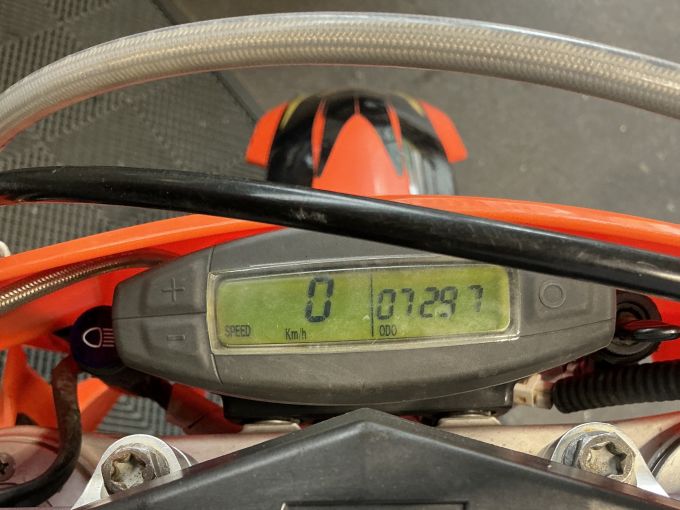 + 0 07297
- SPEED Km/h ODO